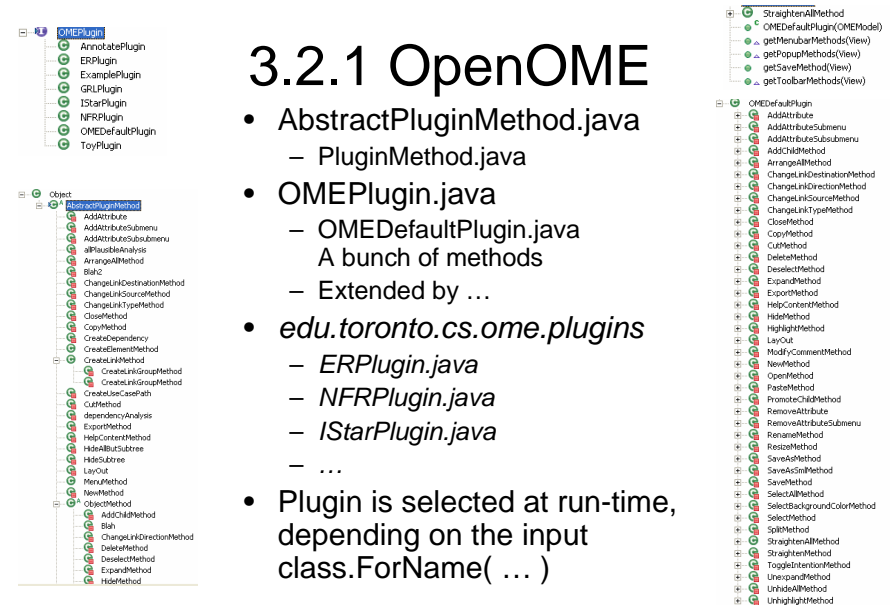 OMEPlugin
AnnotatePlugin
ERPlugin
ExamplePlugin
GRLPlugin
IStarPlugin
NFRPlugin
OMEDefaultPlugin
ToyPlugin
Object
AbstractPluginMethod
AddAttribute
AddAttributeSubmenu
AddAttributeSubsubmenu
allPlausibleAnalysis
ArrangeAllMethod
Blah2
ChangeLinkDestinationMethod
ChangeLinkSourceMethod
ChangeLinkTypeMethod
CloseMethod
CopyMethod
CreateDependency
CreateElementMethod
CreateLinkMethod
CreateLinkGroupMethod
CreateLinkGroupMethod
CreateUseCasePath
CutMethod
dependencyAnalysis
ExportMethod
HelpContentMethod
HideAllButSubtree
HideSubtree
LayOut
MenuMethod
NewMethod
ObjectMethod
AddChildMethod
Blah
ChangeLinkDirectionMethod
DeleteMethod
DeselectMethod
ExpandMethod
HideMethod
3.2.1 OpenOME
• AbstractPluginMethod.java
– PluginMethod.java
• OMEPlugin.java
– OMEDefaultPlugin.java
A bunch of methods
– Extended by …
• edu.toronto.cs.ome.plugins
– ERPlugin.java
– NFRPlugin.java
– IStarPlugin.java
– …
• Plugin is selected at run-time,
depending on the input
class.ForName( … )
StraightenAllMethod
OMEDefaultPlugin(OMEModel)
getMenubarMethods(View)
getPopupMethods(View)
getSaveMethod(View)
getToolbarMethods(View)
OMEDefaultPlugin
AddAttribute
AddAttributeSubmenu
AddAttributeSubsubmenu
AddChildMethod
ArrangeAllMethod
ChangeLinkDestinationMethod
ChangeLinkDirectionMethod
ChangeLinkSourceMethod
ChangeLinkTypeMethod
CloseMethod
CopyMethod
CutMethod
DeleteMethod
DeselectMethod
ExpandMethod
ExportMethod
HelpContentMethod
HideMethod
HighlightMethod
LayOut
ModifyCommentMethod
NewMethod
OpenMethod
PasteMethod
PromoteChildMethod
RemoveAttribute
RemoveAttributeSubmenu
RenameMethod
ResizeMethod
SaveAsMethod
SaveAsSmlMethod
SaveMethod
SelectAllMethod
SelectBackgroundColorMethod
SelectMethod
SplitMethod
StraightenAllMethod
StraightenMethod
ToggleIntentionMethod
UnexpandMethod
UnhideAllMethod
UnhighlightMethod